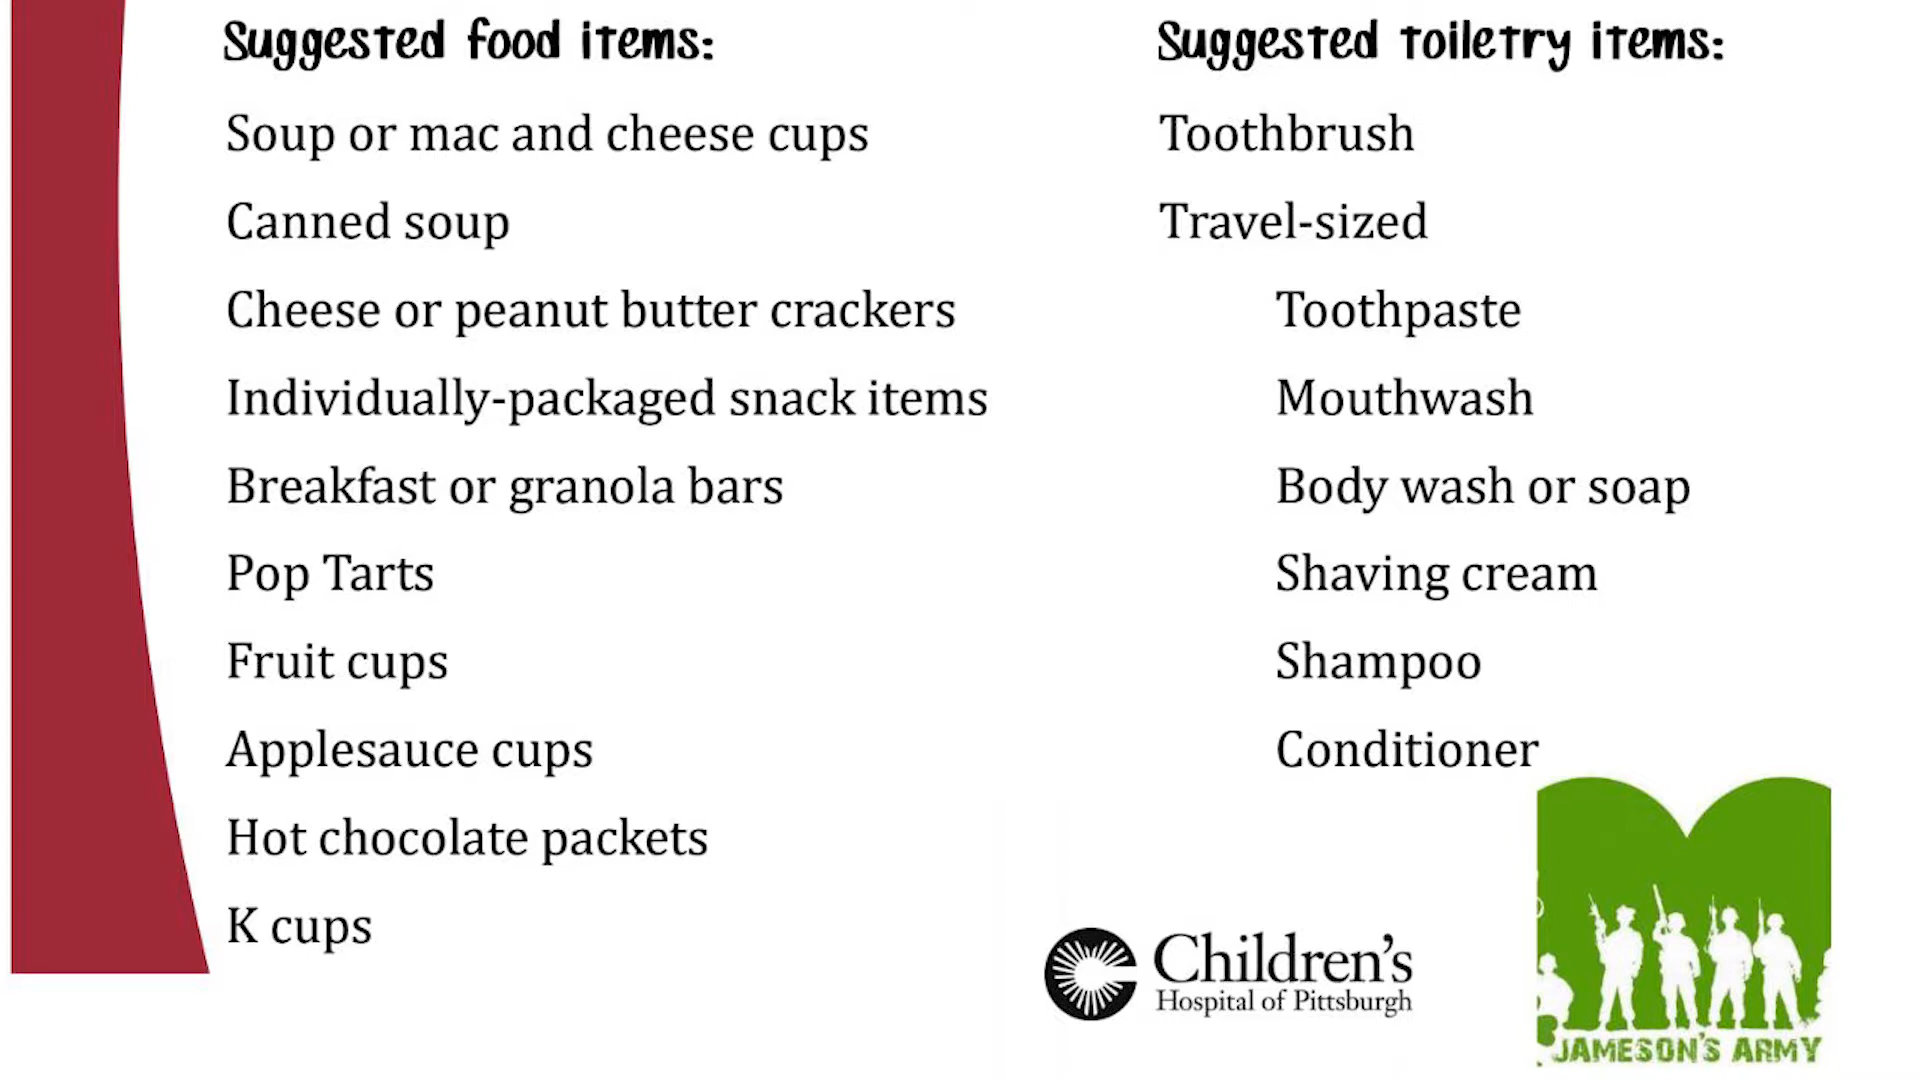 Suggested food items:
Soup or mac and cheese cups
Canned soup
Cheese or peanut butter crackers
Individually-packaged snack items
Breakfast or granola bars
Pop Tarts
Fruit cups
Applesauce cups
Hot chocolate packets
K cups
Suggested toiletry items:
Toothbrush
Travel-sized
Toothpaste
Mouthwash
Body wash or soap
Shaving cream
Shampoo
Conditioner
Children's
Hospital of Pittsburgh
JAMESON'S ARMY